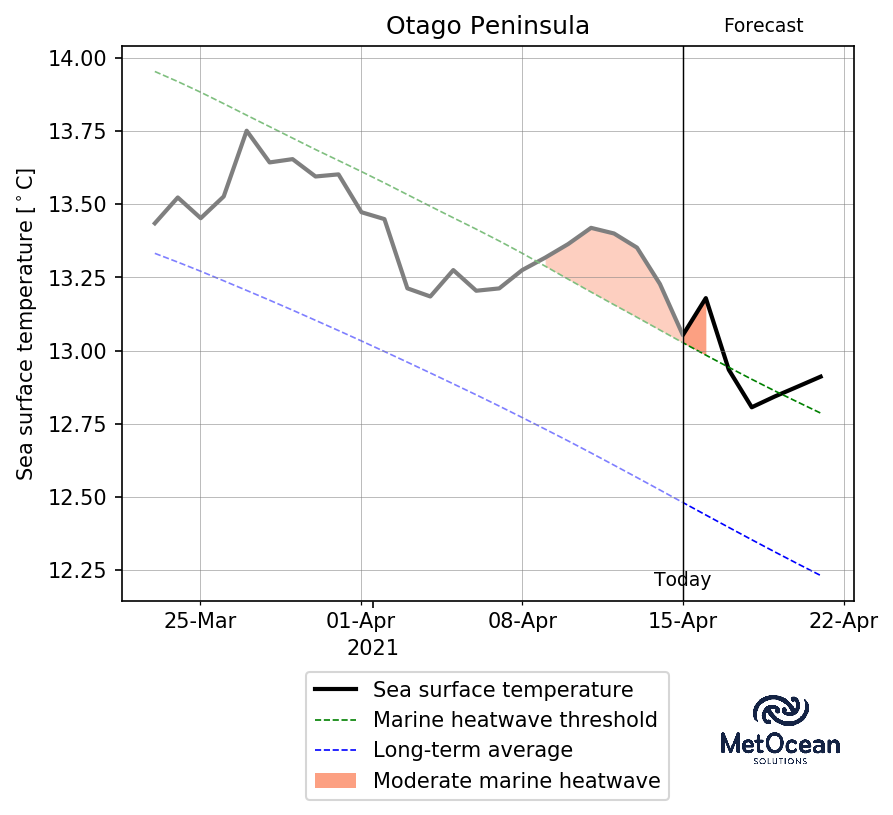 Otago Peninsula
Forecast
Sea surface temperature [°C]
14.00
13.75
13.50
13.25
13.00
12.75
12.50
12.25
Today
25-Mar
01-Apr
08-Apr
15-Apr
22-Apr
2021
Sea surface temperature
Marine heatwave threshold
Long-term average
Moderate marine heatwave
MetOcean
SOLUTIONS